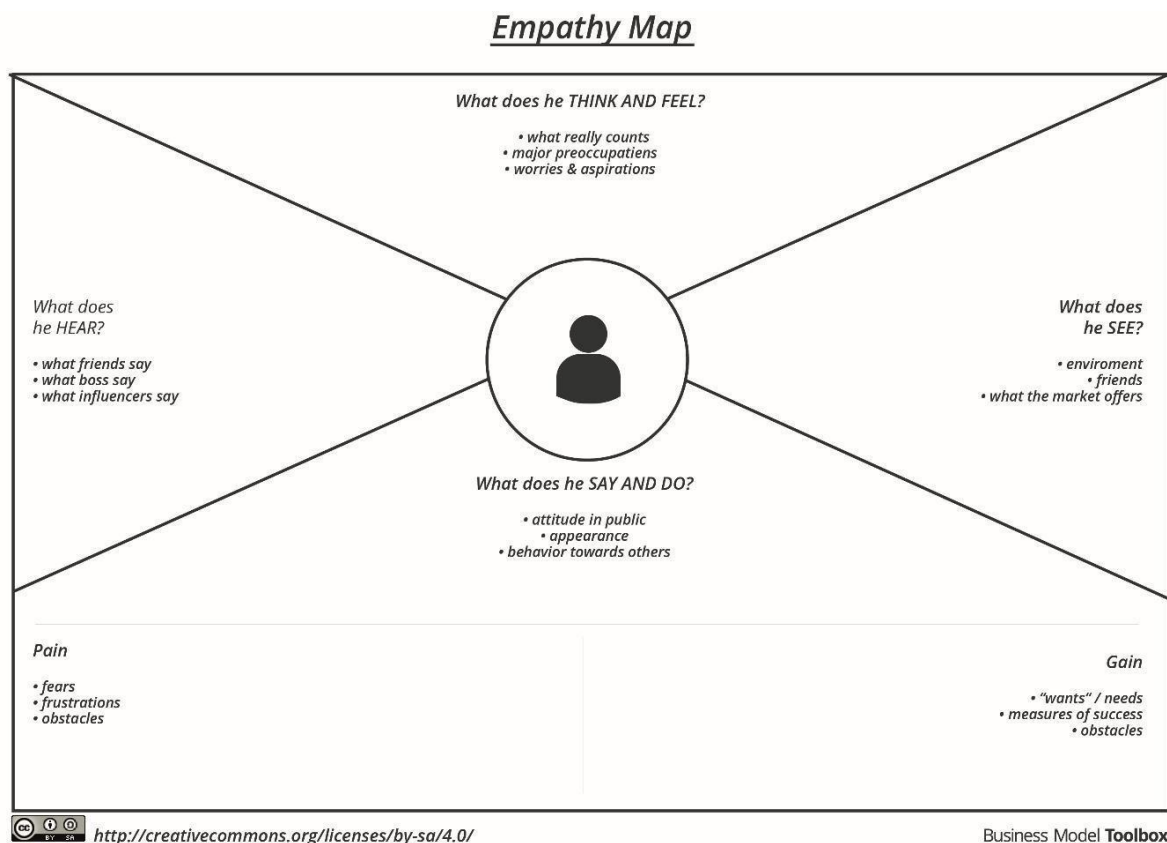 Empathy Map
What does he THINK AND FEEL?
• what really counts
• major preoccupatiens
• worries & aspirations
What does
he HEAR?
• what friends say
• what boss say
• what influencers say
What does
he SEE?
• enviroment
• friends
• what the market offers
What does he SAY AND DO?
• attitude in public
• appearance
• behavior towards others
Pain
• fears
• frustrations
• obstacles
Gain
• “wants“ / needs
• measures of success
• obstacles
cc BY SA
http://creativecommons.org/licenses/by-sa/4.0/
Business Model Toolbox